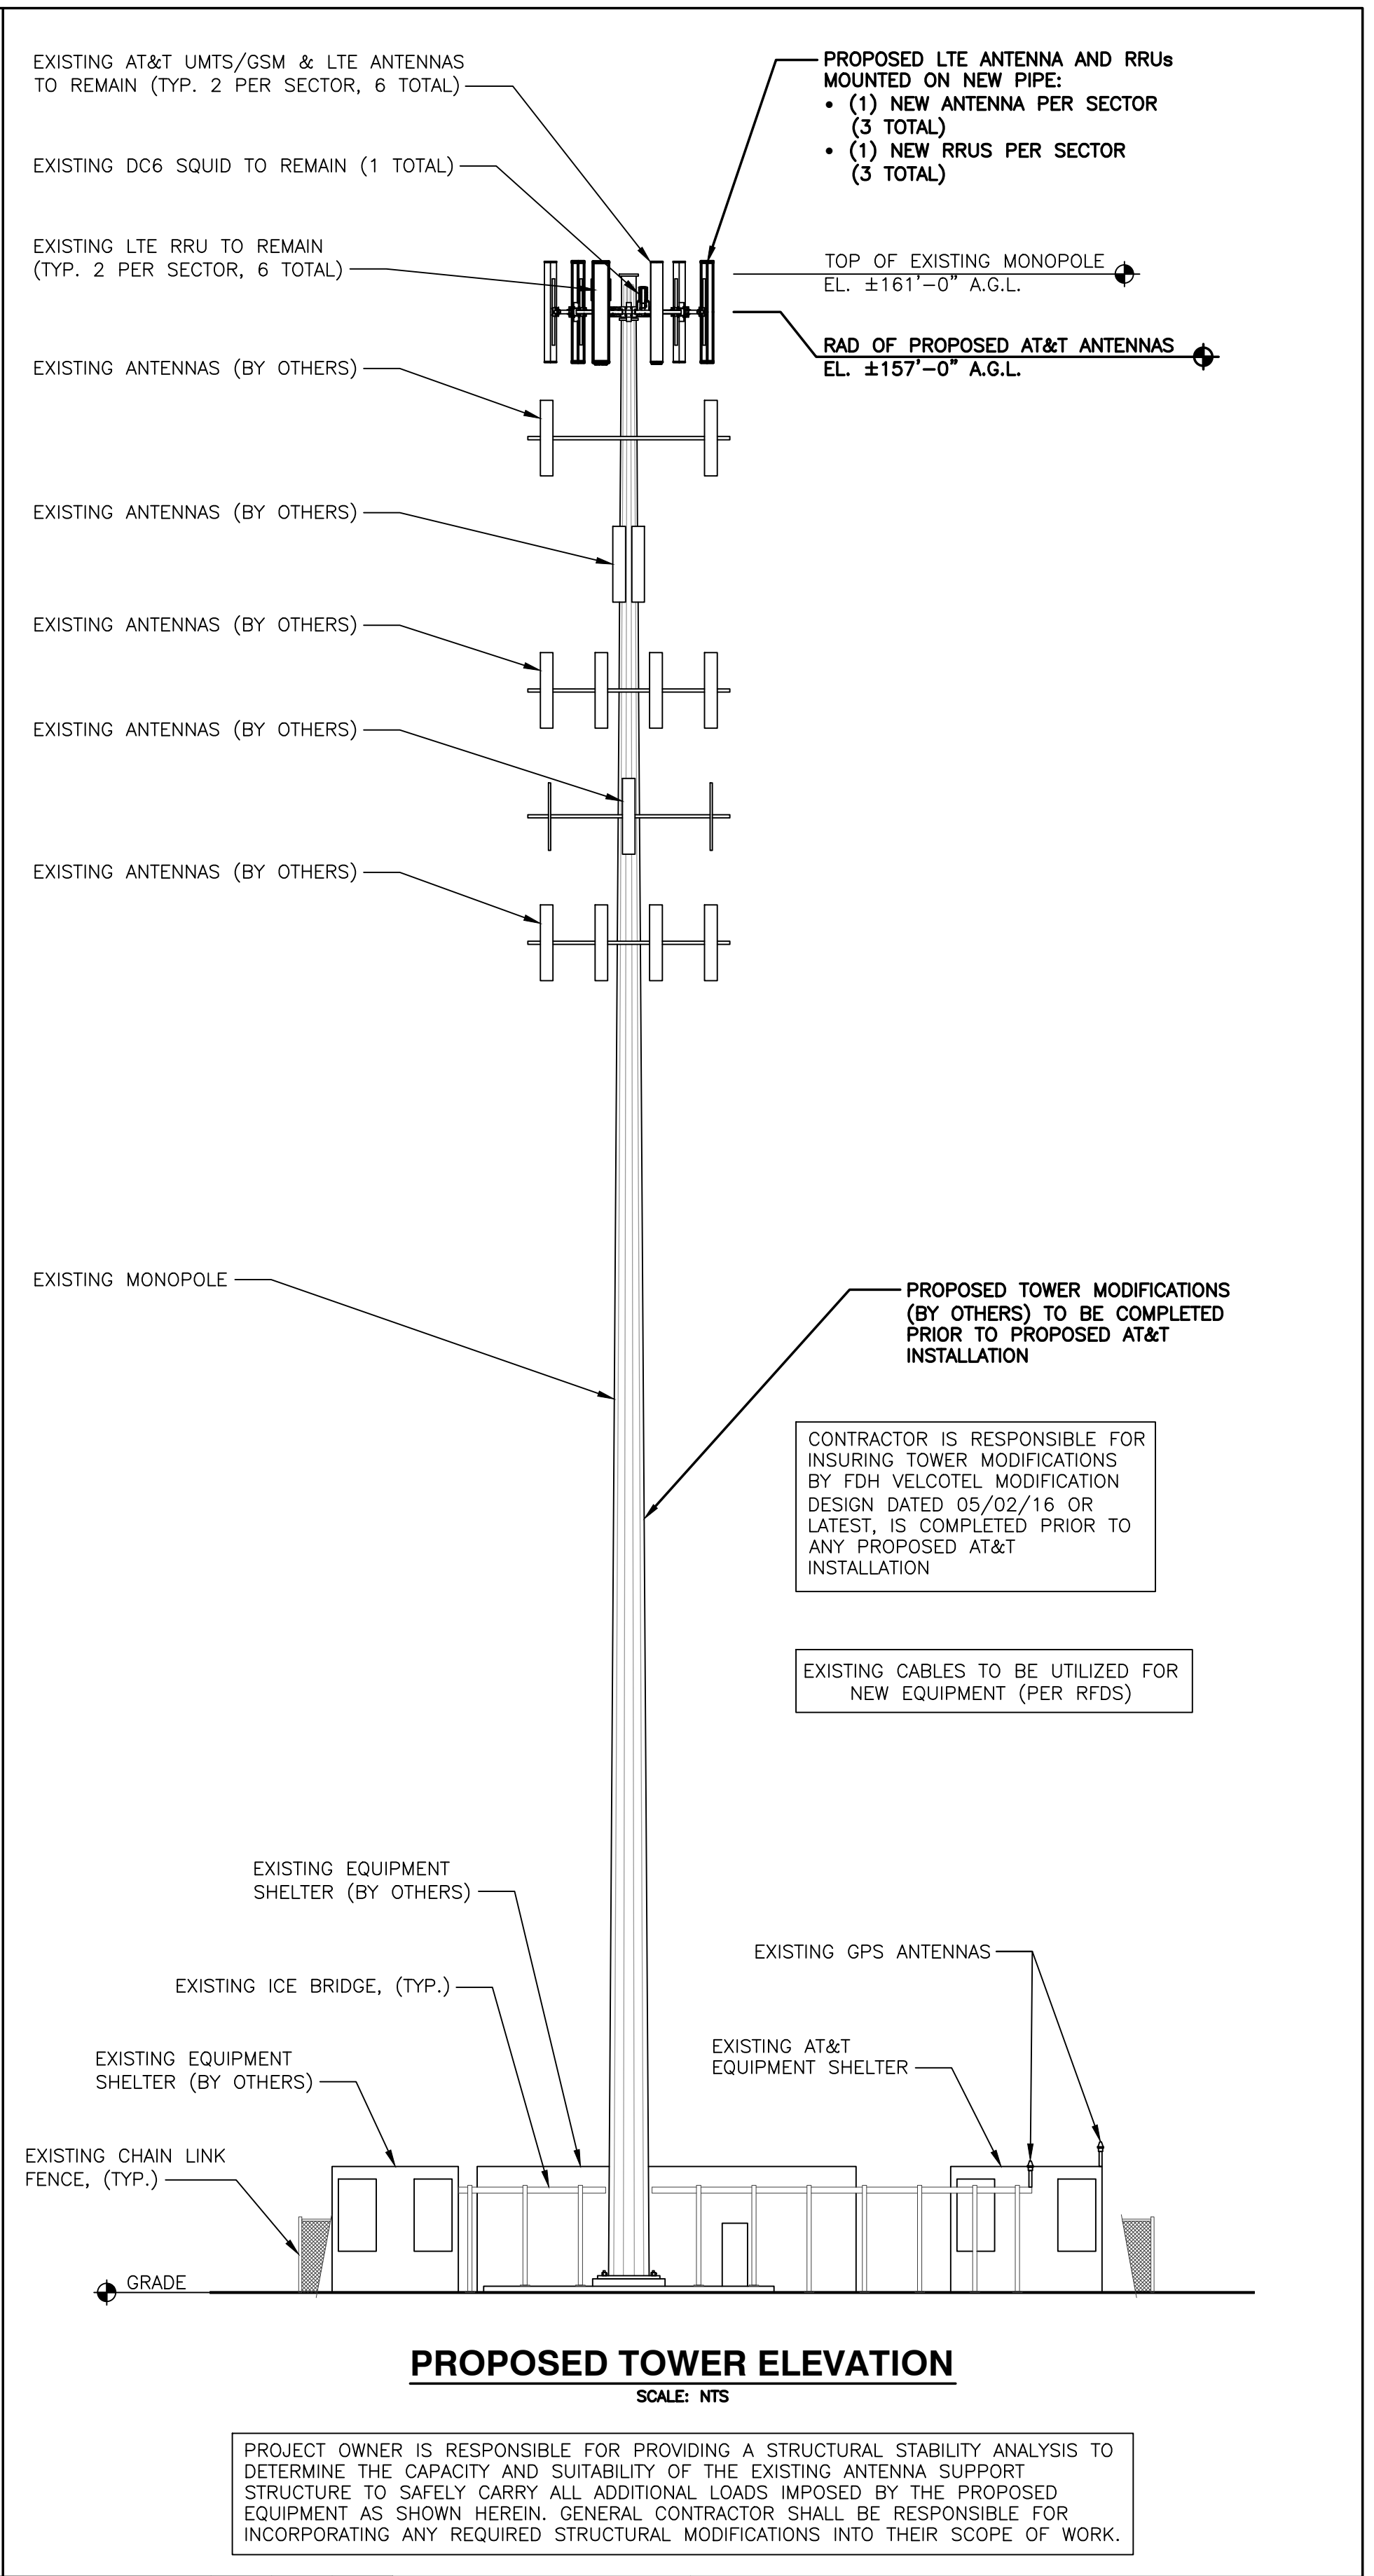 EXISTING AT&T UMTS/GSM & LTE ANTENNAS
TO REMAIN (TYP. 2 PER SECTOR, 6 TOTAL)
PROPOSED LTE ANTENNA AND RRUs
MOUNTED ON NEW PIPE:
• (1) NEW ANTENNA PER SECTOR
(3 TOTAL)
• (1) NEW RRUS PER SECTOR
(3 TOTAL)
EXISTING DC6 SQUID TO REMAIN (1 TOTAL)
EXISTING LTE RRU TO REMAIN
(TYP. 2 PER SECTOR, 6 TOTAL)
TOP OF EXISTING MONOPOLE
EL. ±161'-0" A.G.L.
RAD OF PROPOSED AT&T ANTENNAS
EL. ±157'-0" A.G.L.
EXISTING ANTENNAS (BY OTHERS)
EXISTING ANTENNAS (BY OTHERS)
EXISTING ANTENNAS (BY OTHERS)
EXISTING ANTENNAS (BY OTHERS)
EXISTING ANTENNAS (BY OTHERS)
EXISTING MONOPOLE
PROPOSED TOWER MODIFICATIONS
(BY OTHERS) TO BE COMPLETED
PRIOR TO PROPOSED AT&T
INSTALLATION
CONTRACTOR IS RESPONSIBLE FOR
INSURING TOWER MODIFICATIONS
BY FDH VELCOTEL MODIFICATION
DESIGN DATED 05/02/16 OR
LATEST, IS COMPLETED PRIOR TO
ANY PROPOSED AT&T
INSTALLATION
EXISTING CABLES TO BE UTILIZED FOR
NEW EQUIPMENT (PER RFDS)
EXISTING EQUIPMENT
SHELTER (BY OTHERS)
EXISTING GPS ANTENNAS
EXISTING ICE BRIDGE, (TYP.)
EXISTING AT&T
EQUIPMENT SHELTER
EXISTING EQUIPMENT
SHELTER (BY OTHERS)
EXISTING CHAIN LINK
FENCE, (TYP.)
GRADE
PROPOSED TOWER ELEVATION
SCALE: NTS
PROJECT OWNER IS RESPONSIBLE FOR PROVIDING A STRUCTURAL STABILITY ANALYSIS TO
DETERMINE THE CAPACITY AND SUITABILITY OF THE EXISTING ANTENNA SUPPORT
STRUCTURE TO SAFELY CARRY ALL ADDITIONAL LOADS IMPOSED BY THE PROPOSED
EQUIPMENT AS SHOWN HEREIN. GENERAL CONTRACTOR SHALL BE RESPONSIBLE FOR
INCORPORATING ANY REQUIRED STRUCTURAL MODIFICATIONS INTO THEIR SCOPE OF WORK.